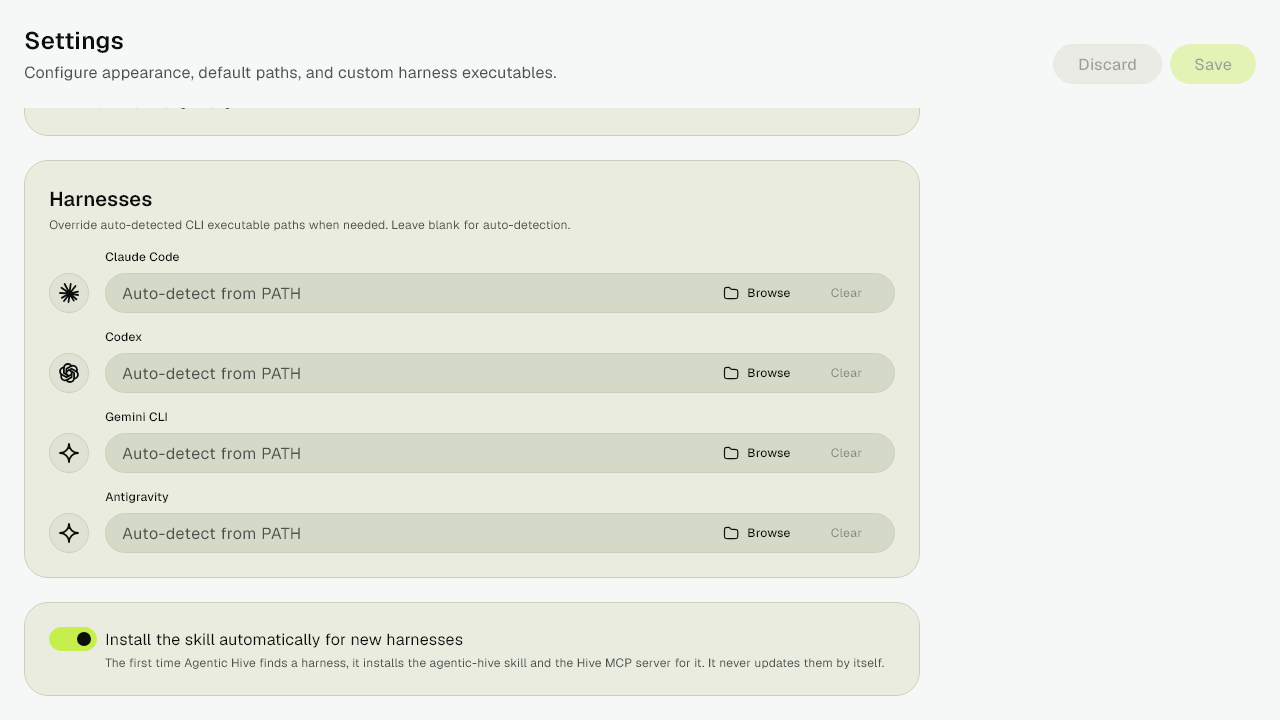 Settings
Configure appearance, default paths, and custom harness executables.
Discard
Save
Harnesses
Override auto-detected CLI executable paths when needed. Leave blank for auto-detection.
Claude Code
Auto-detect from PATH
Browse
Clear
Codex
Auto-detect from PATH
Browse
Clear
Gemini CLI
Auto-detect from PATH
Browse
Clear
Antigravity
Auto-detect from PATH
Browse
Clear
Install the skill automatically for new harnesses
The first time Agentic Hive finds a harness, it installs the agentic-hive skill and the Hive MCP server for it. It never updates them by itself.